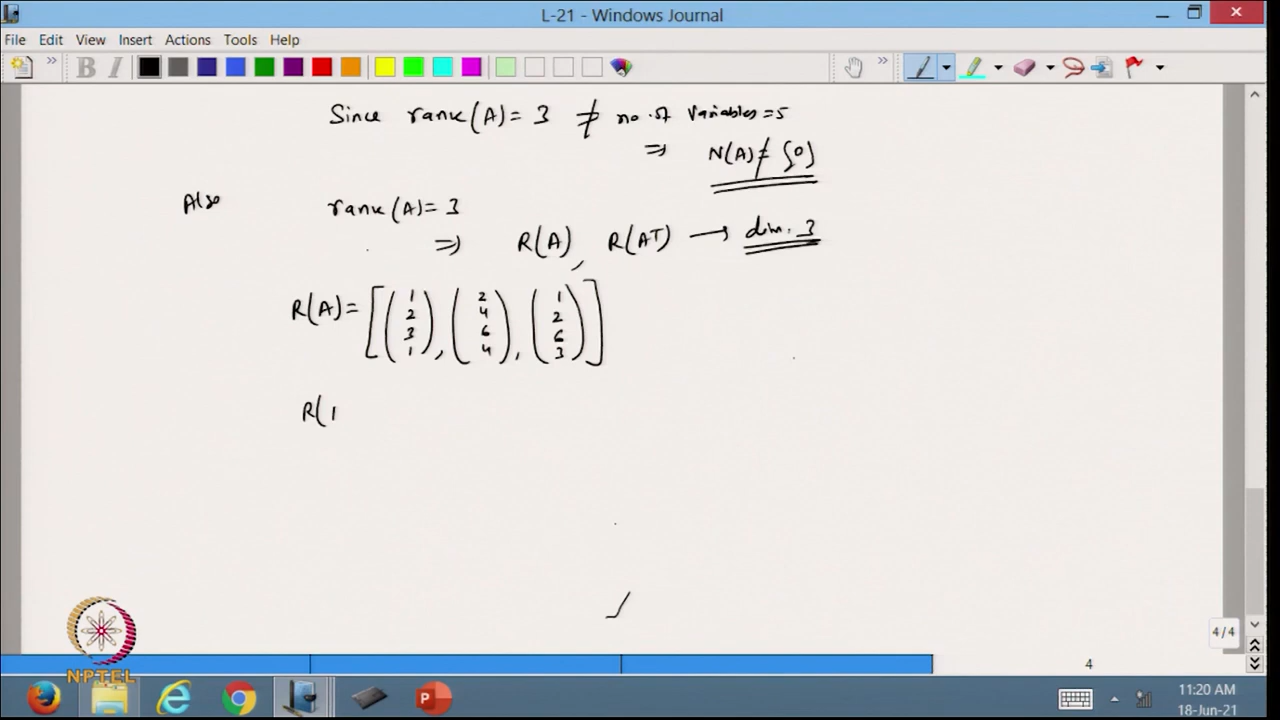 L-21 - Windows Journal
File Edit View Insert Actions Tools Help
Since rank(A) = 3 ≠ no. of variables = 5
⇒ N(A) ≠ {0}
Also rank(A) = 3
⇒ R(A), R(AT) → dim. 3
R(A) = [(1 2 3 1), (2 4 6 4), (1 2 6 3)]
R(1
4/4
4
NPTEL
11:20 AM
18-Jun-21